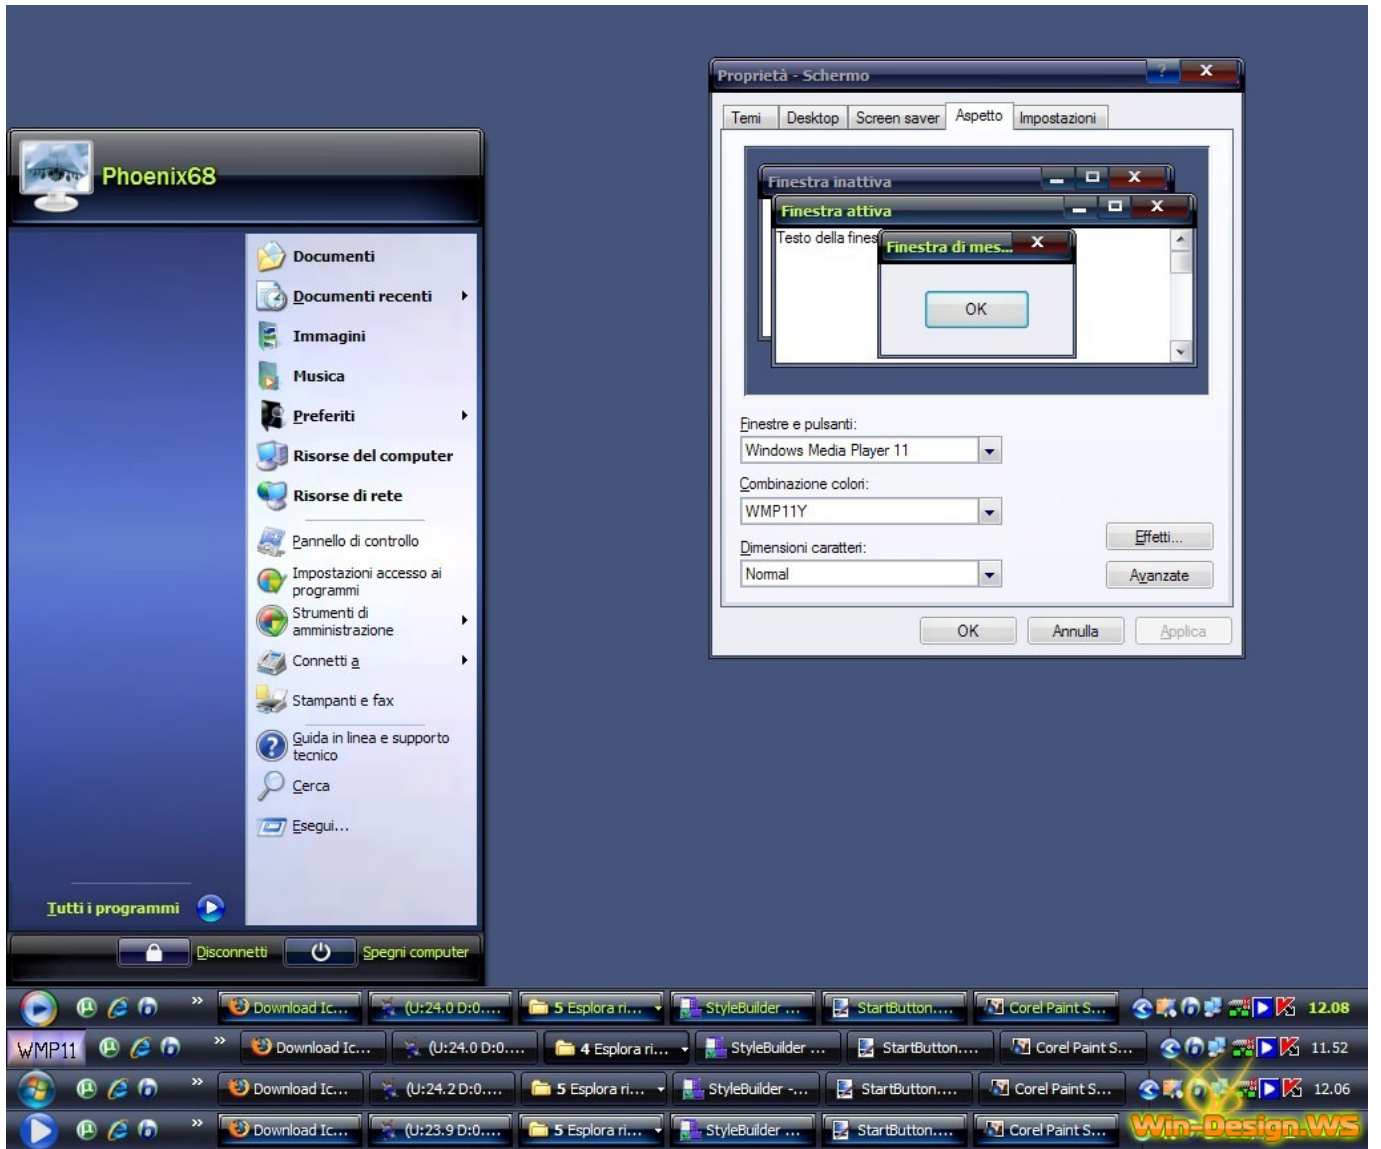 Proprietà - Schermo
Temi Desktop Screen saver Aspetto Impostazioni
Finestra inattiva
Finestra attiva
Testo della fines
Finestra di mes...
OK
Finestre e pulsanti:
Windows Media Player 11
Combinazione colori:
WMP11Y
Effetti...
Dimensioni caratteri:
Normal
Avanzate
OK Annulla Applica
Phoenix68
Documenti
Documenti recenti
Immagini
Musica
Preferiti
Risorse del computer
Risorse di rete
Pannello di controllo
Impostazioni accesso ai
programmi
Strumenti di
amministrazione
Connetti a
Stampanti e fax
Guida in linea e supporto
tecnico
Cerca
Esegui...
Tutti i programmi
Disconnetti Spegni computer
Download Ic... (U:24.0 D:0.... 5 Esplora ri... StyleBuilder ... StartButton.... Corel Paint S... 12.08
WMP11 Download Ic... (U:24.0 D:0.... 4 Esplora ri... StyleBuilder ... StartButton.... Corel Paint S... 11.52
Download Ic... (U:24.2 D:0.... 5 Esplora ri... StyleBuilder -... StartButton.... Corel Paint S... 12.06
Download Ic... (U:23.9 D:0.... 5 Esplora ri... StyleBuilder ... StartButton.... Corel Paint S...
Win-Design.WS